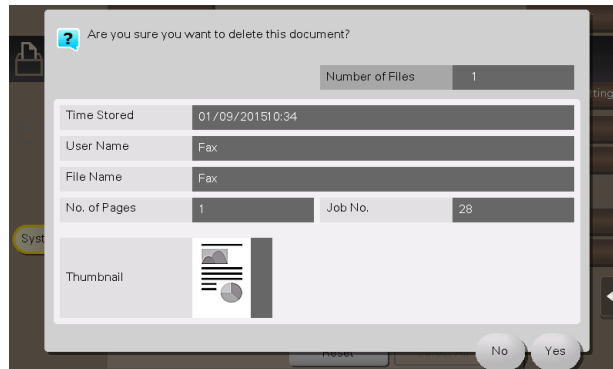 Are you sure you want to delete this document?
Number of Files 1
Time Stored 01/09/201510:34
User Name Fax
File Name Fax
No. of Pages 1 Job No. 28
Syst
Thumbnail
No Yes